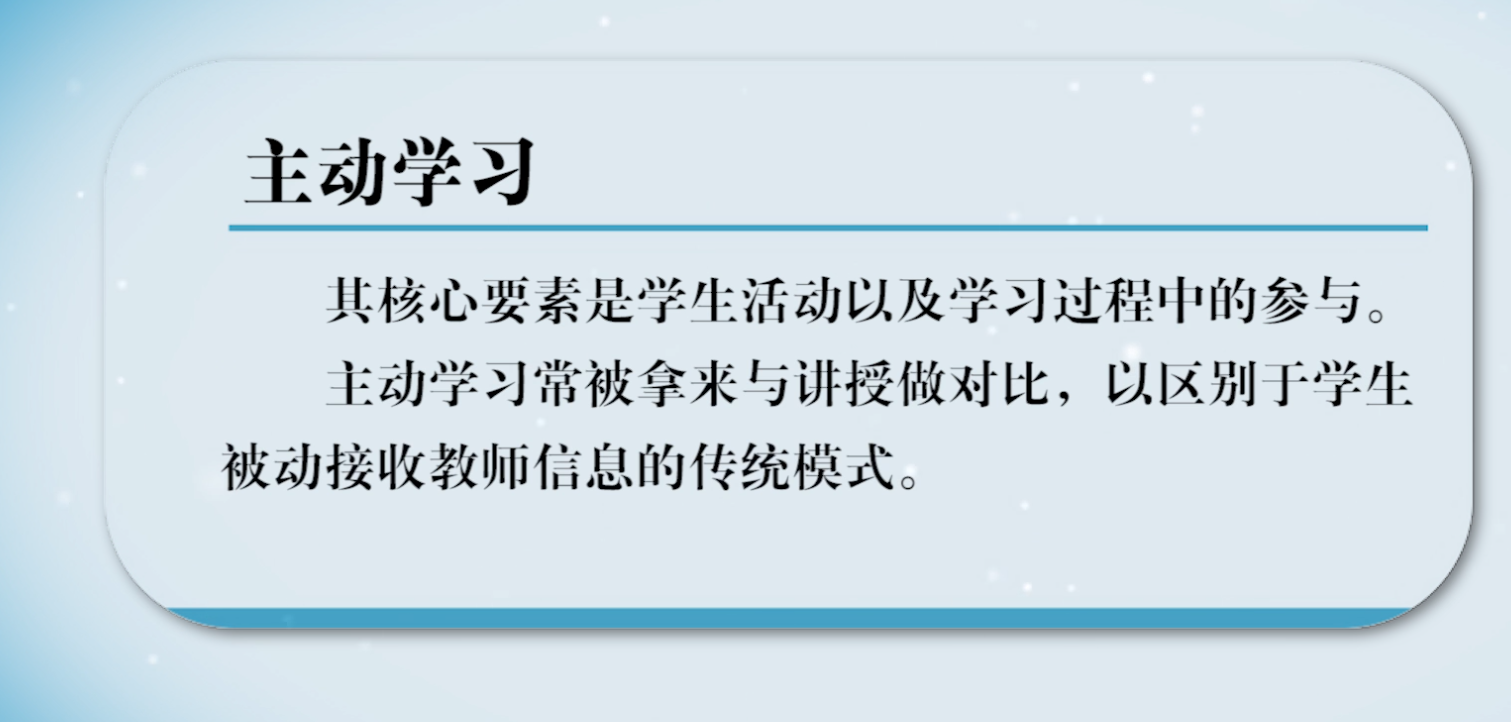 主动学习
其核心要素是学生活动以及学习过程中的参与。
主动学习常被拿来与讲授做对比，以区别于学生
被动接收教师信息的传统模式。